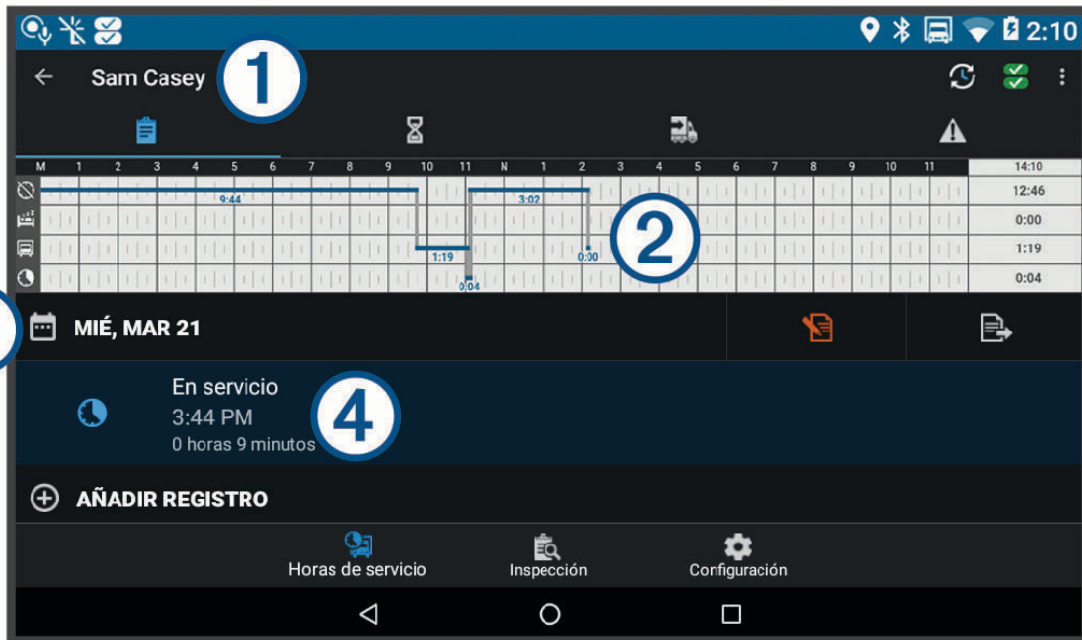 2:10
Sam Casey
1
M 1 2 3 4 5 6 7 8 9 10 11 N 1 2 3 4 5 6 7 8 9 10 11 14:10
9:44 3:02 12:46
0:00
1:19 0:00 1:19
0:04 0:04
2
MIÉ, MAR 21
En servicio
3:44 PM
0 horas 9 minutos
4
AÑADIR REGISTRO
Horas de servicio Inspección Configuración